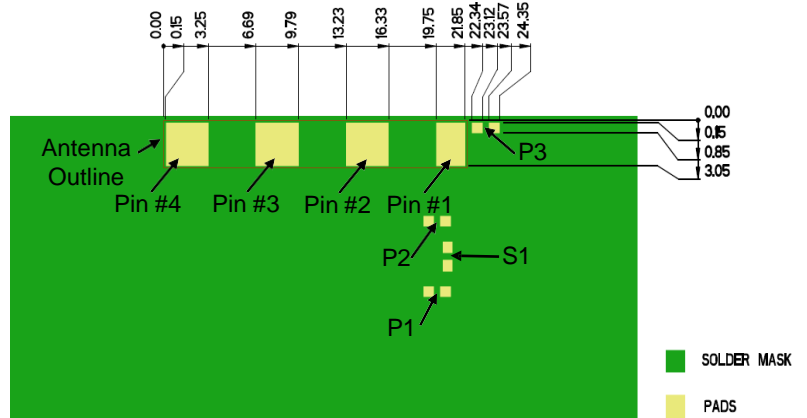 0.00
0.15
3.25
6.69
9.79
13.23
16.33
19.75
21.85
22.34
23.12
23.57
24.35
0.00
0.15
0.85
3.05
Antenna
Outline
P3
Pin #4
Pin #3
Pin #2
Pin #1
P2
S1
P1
SOLDER MASK
PADS